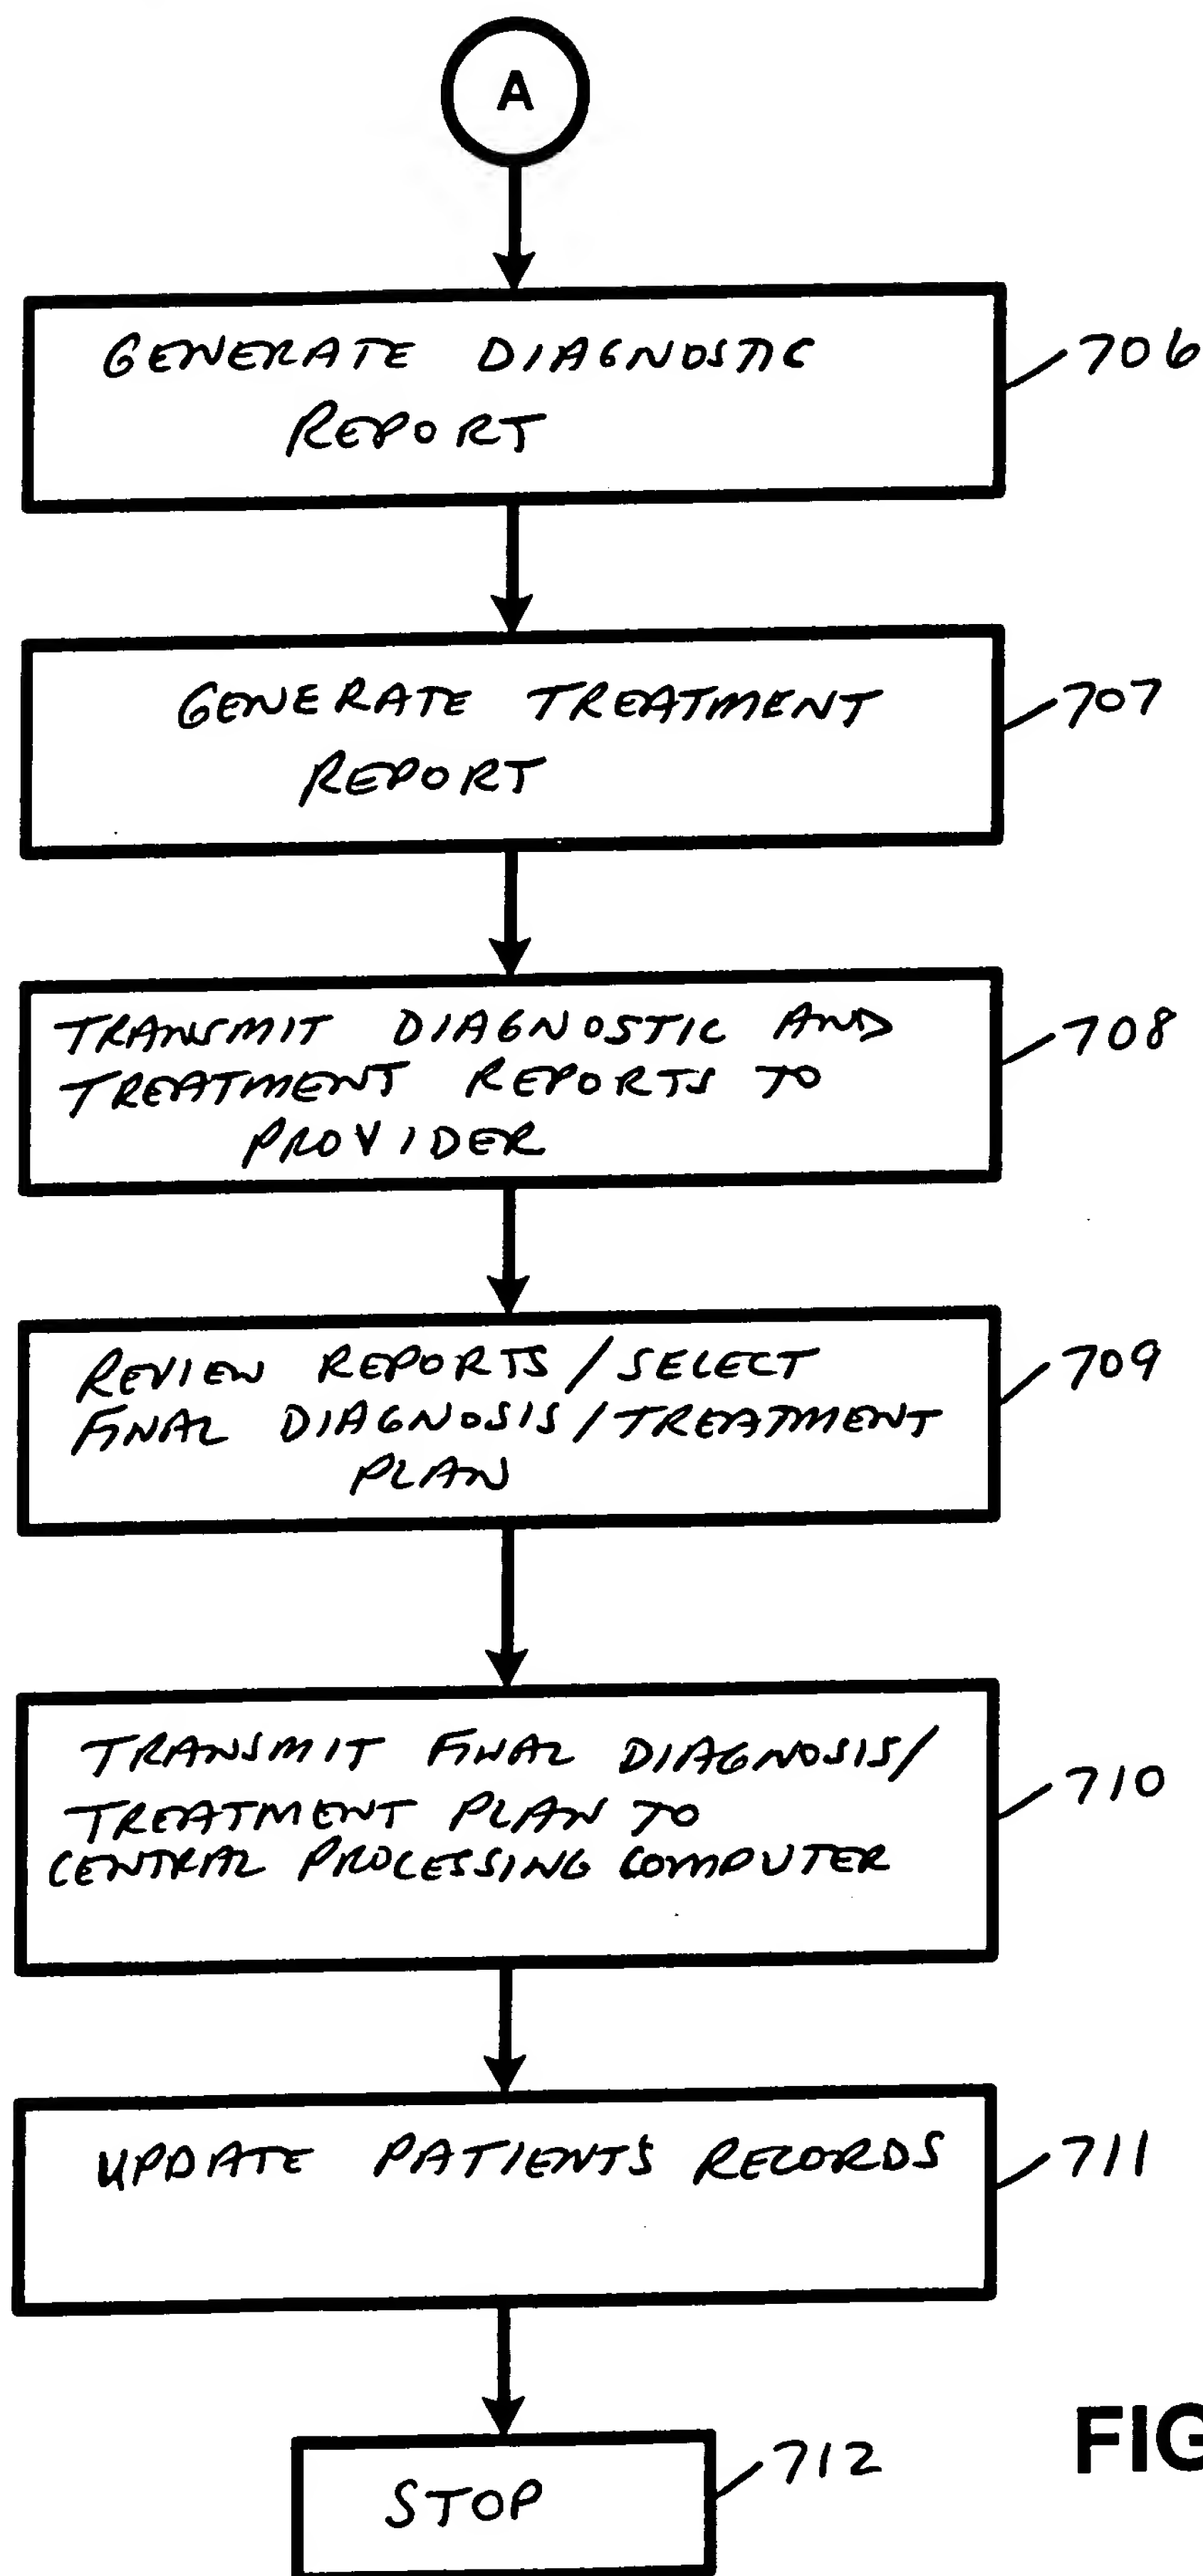 A
GENERATE DIAGNOSTIC
REPORT
706
GENERATE TREATMENT
REPORT
707
TRANSMIT DIAGNOSTIC AND
TREATMENT REPORTS TO
PROVIDER
708
REVIEW REPORTS / SELECT
FINAL DIAGNOSIS / TREATMENT
PLAN
709
TRANSMIT FINAL DIAGNOSIS /
TREATMENT PLAN TO
CENTRAL PROCESSING COMPUTER
710
UPDATE PATIENT'S RECORDS
711
STOP
712
FIG